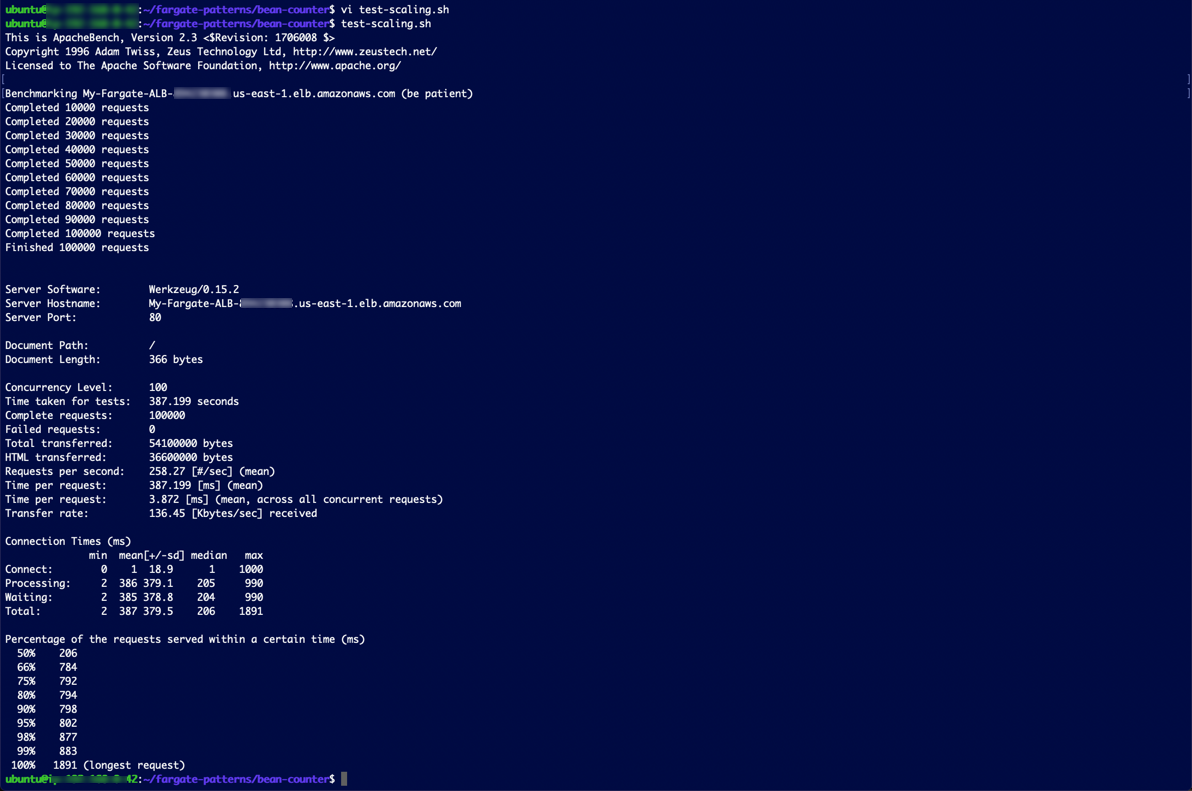 ubuntu@ :~/fargate-patterns/bean-counter$ vi test-scaling.sh
ubuntu@ :~/fargate-patterns/bean-counter$ test-scaling.sh
This is ApacheBench, Version 2.3 <$Revision: 1706008 $>
Copyright 1996 Adam Twiss, Zeus Technology Ltd, http://www.zeustech.net/
Licensed to The Apache Software Foundation, http://www.apache.org/
[ ]
[Benchmarking My-Fargate-ALB- .us-east-1.elb.amazonaws.com (be patient) ]
Completed 10000 requests
Completed 20000 requests
Completed 30000 requests
Completed 40000 requests
Completed 50000 requests
Completed 60000 requests
Completed 70000 requests
Completed 80000 requests
Completed 90000 requests
Completed 100000 requests
Finished 100000 requests
Server Software: Werkzeug/0.15.2
Server Hostname: My-Fargate-ALB- .us-east-1.elb.amazonaws.com
Server Port: 80
Document Path: /
Document Length: 366 bytes
Concurrency Level: 100
Time taken for tests: 387.199 seconds
Complete requests: 100000
Failed requests: 0
Total transferred: 54100000 bytes
HTML transferred: 36600000 bytes
Requests per second: 258.27 [#/sec] (mean)
Time per request: 387.199 [ms] (mean)
Time per request: 3.872 [ms] (mean, across all concurrent requests)
Transfer rate: 136.45 [Kbytes/sec] received
Connection Times (ms)
min mean[+/-sd] median max
Connect: 0 1 18.9 1 1000
Processing: 2 386 379.1 205 990
Waiting: 2 385 378.8 204 990
Total: 2 387 379.5 206 1891
Percentage of the requests served within a certain time (ms)
50% 206
66% 784
75% 792
80% 794
90% 798
95% 802
98% 877
99% 883
100% 1891 (longest request)
ubuntu@ 42:~/fargate-patterns/bean-counter$